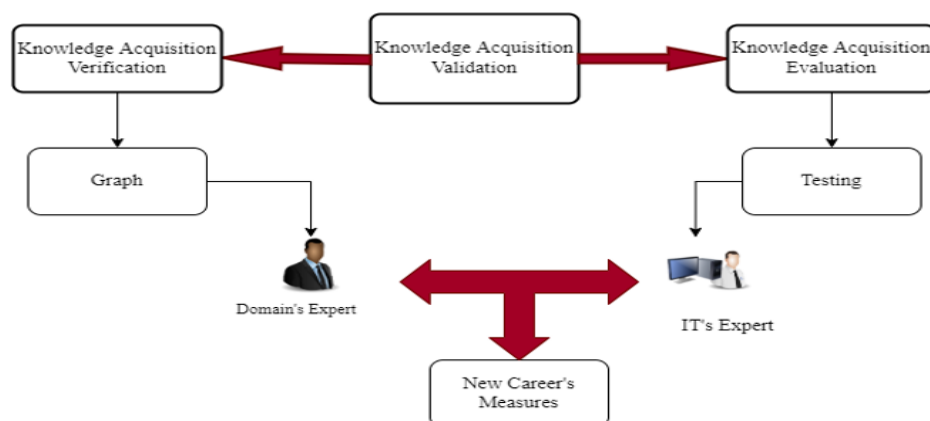 Knowledge Acquisition
Verification
Knowledge Acquisition
Validation
Knowledge Acquisition
Evaluation
Graph
Testing
Domain's Expert
IT's Expert
New Career's
Measures